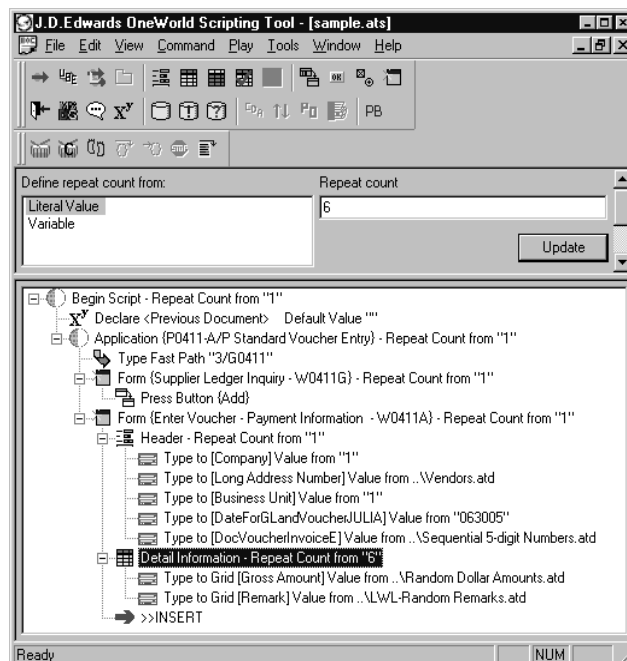 J.D.Edwards OneWorld Scripting Tool - [sample.ats]
File Edit View Command Play Tools Window Help
PB
Define repeat count from:
Repeat count
Literal Value
6
Variable
Update
Begin Script - Repeat Count from "1"
Declare <Previous Document> Default Value ""
Application {P0411-A/P Standard Voucher Entry} - Repeat Count from "1"
Type Fast Path "3/G0411"
Form {Supplier Ledger Inquiry - W0411G} - Repeat Count from "1"
Press Button {Add}
Form {Enter Voucher - Payment Information - W0411A} - Repeat Count from "1"
Header - Repeat Count from "1"
Type to [Company] Value from "1"
Type to [Long Address Number] Value from ..\Vendors.atd
Type to [Business Unit] Value from "1"
Type to [DateForGLandVoucherJULIA] Value from "063005"
Type to [DocVoucherInvoiceE] Value from ..\Sequential 5-digit Numbers.atd
Detail Information - Repeat Count from "6"
Type to Grid [Gross Amount] Value from ..\Random Dollar Amounts.atd
Type to Grid [Remark] Value from ..\LWL-Random Remarks.atd
>>INSERT
Ready
NUM